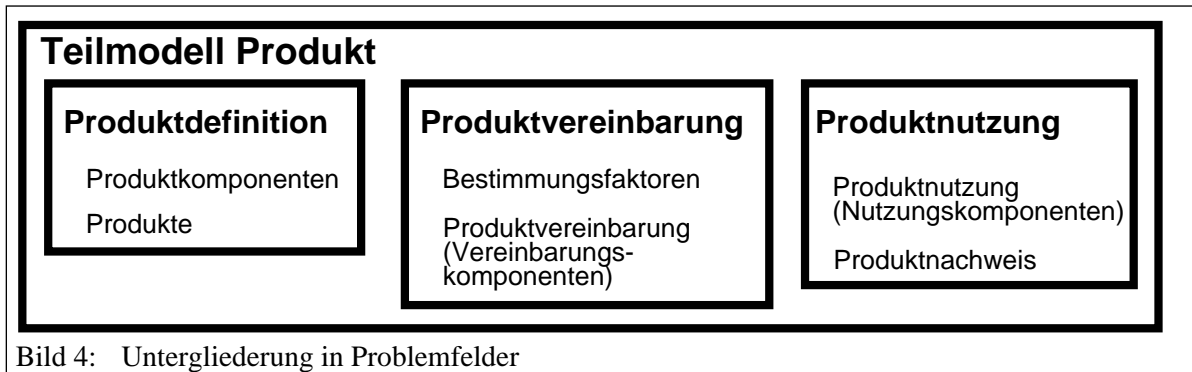 Teilmodell Produkt
Produktdefinition
Produktkomponenten
Produkte
Produktvereinbarung
Bestimmungsfaktoren
Produktvereinbarung
(Vereinbarungs-
komponenten)
Produktnutzung
Produktnutzung
(Nutzungskomponenten)
Produktnachweis
Bild 4: Untergliederung in Problemfelder